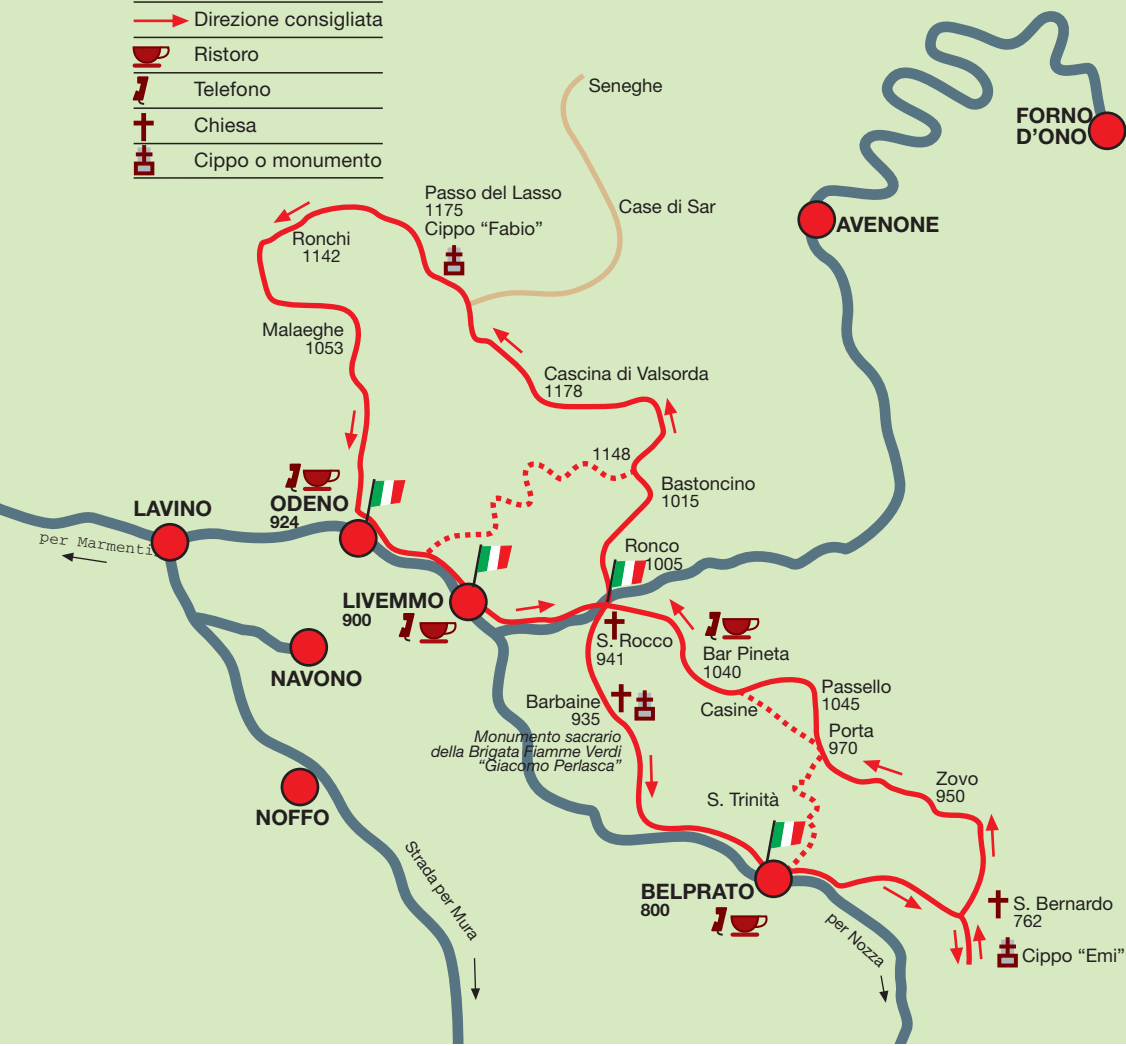 Direzione consigliata
Ristoro
Telefono
Chiesa
Cippo o monumento
Seneghe
FORNO
D'ONO
Passo del Lasso
1175
Cippo “Fabio”
Case di Sar
AVENONE
Ronchi
1142
Malaeghe
1053
Cascina di Valsorda
1178
1148
Bastoncino
1015
ODENO
924
LAVINO
per Marmenti
Ronco
1005
LIVEMMO
900
S. Rocco
941
Bar Pineta
1040
NAVONO
Passello
1045
Casine
Barbaine
935
Porta
970
Monumento sacrario
della Brigata Fiamme Verdi
“Giacomo Perlasca”
Zovo
950
S. Trinità
NOFFO
Strada per Mura
BELPRATO
800
S. Bernardo
762
per Nozza
Cippo “Emi”